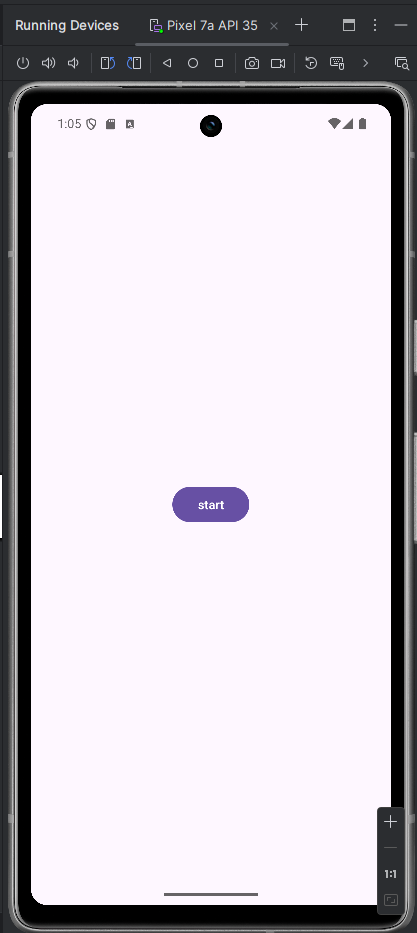 Running Devices
Pixel 7a API 35
1:05
start
1:1